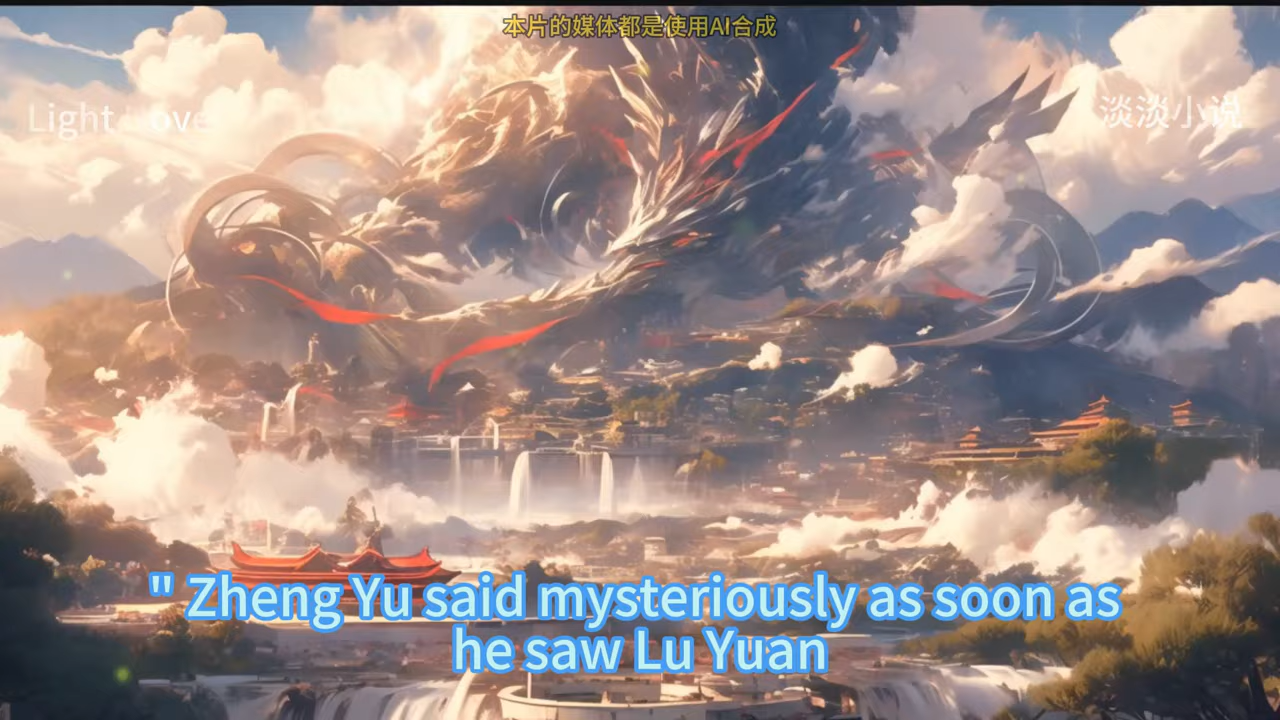 本片的媒体都是使用AI合成
Light
淡淡小说
" Zheng Yu said mysteriously as soon as
he saw Lu Yuan